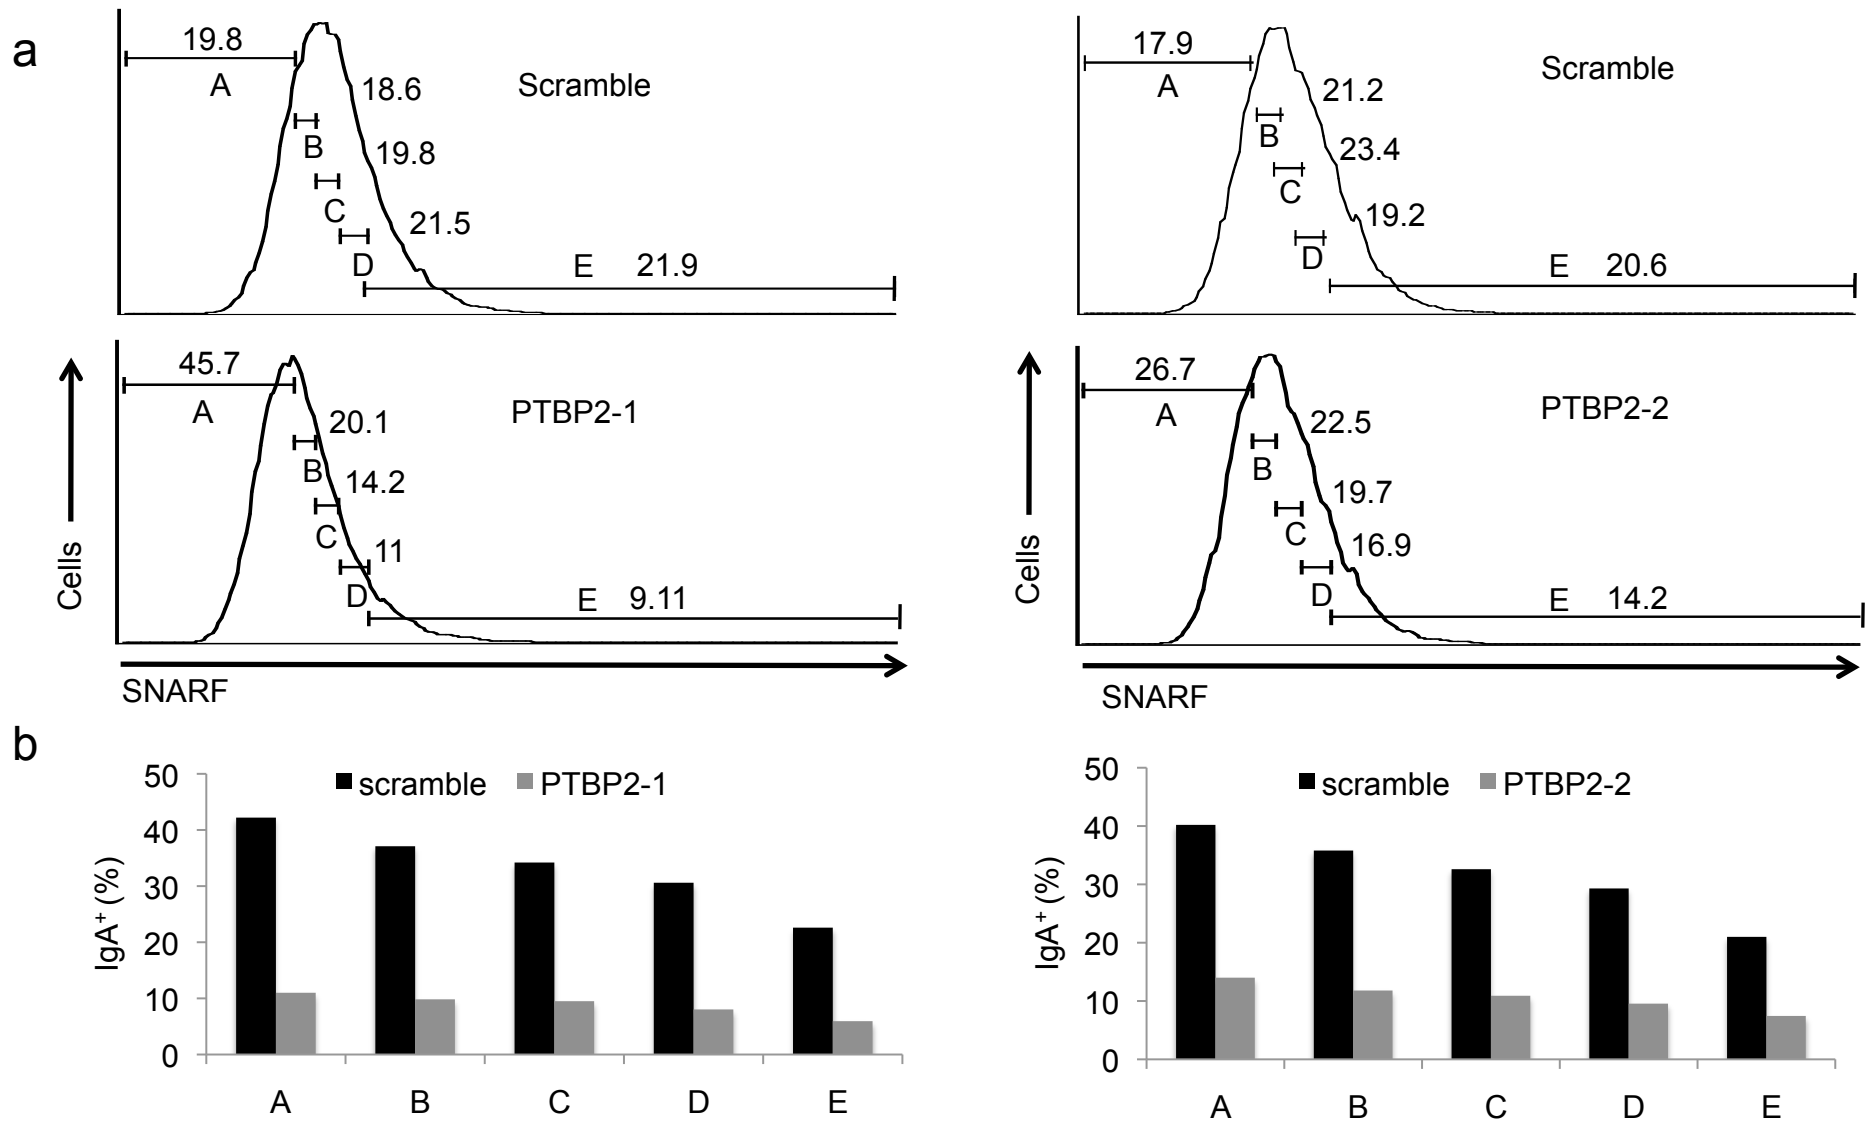 a
19.8
A
18.6
Scramble
B
19.8
C
21.5
D
E 21.9
17.9
A
21.2
Scramble
B
23.4
C
19.2
D
E 20.6
45.7
A
20.1
PTBP2-1
B
14.2
C
11
D
E 9.11
Cells
SNARF
26.7
A
22.5
PTBP2-2
B
19.7
C
16.9
D
E 14.2
Cells
SNARF
b
scramble PTBP2-1
50
40
30
20
10
0
IgA+ (%)
A B C D E
scramble PTBP2-2
50
40
30
20
10
0
IgA+ (%)
A B C D E